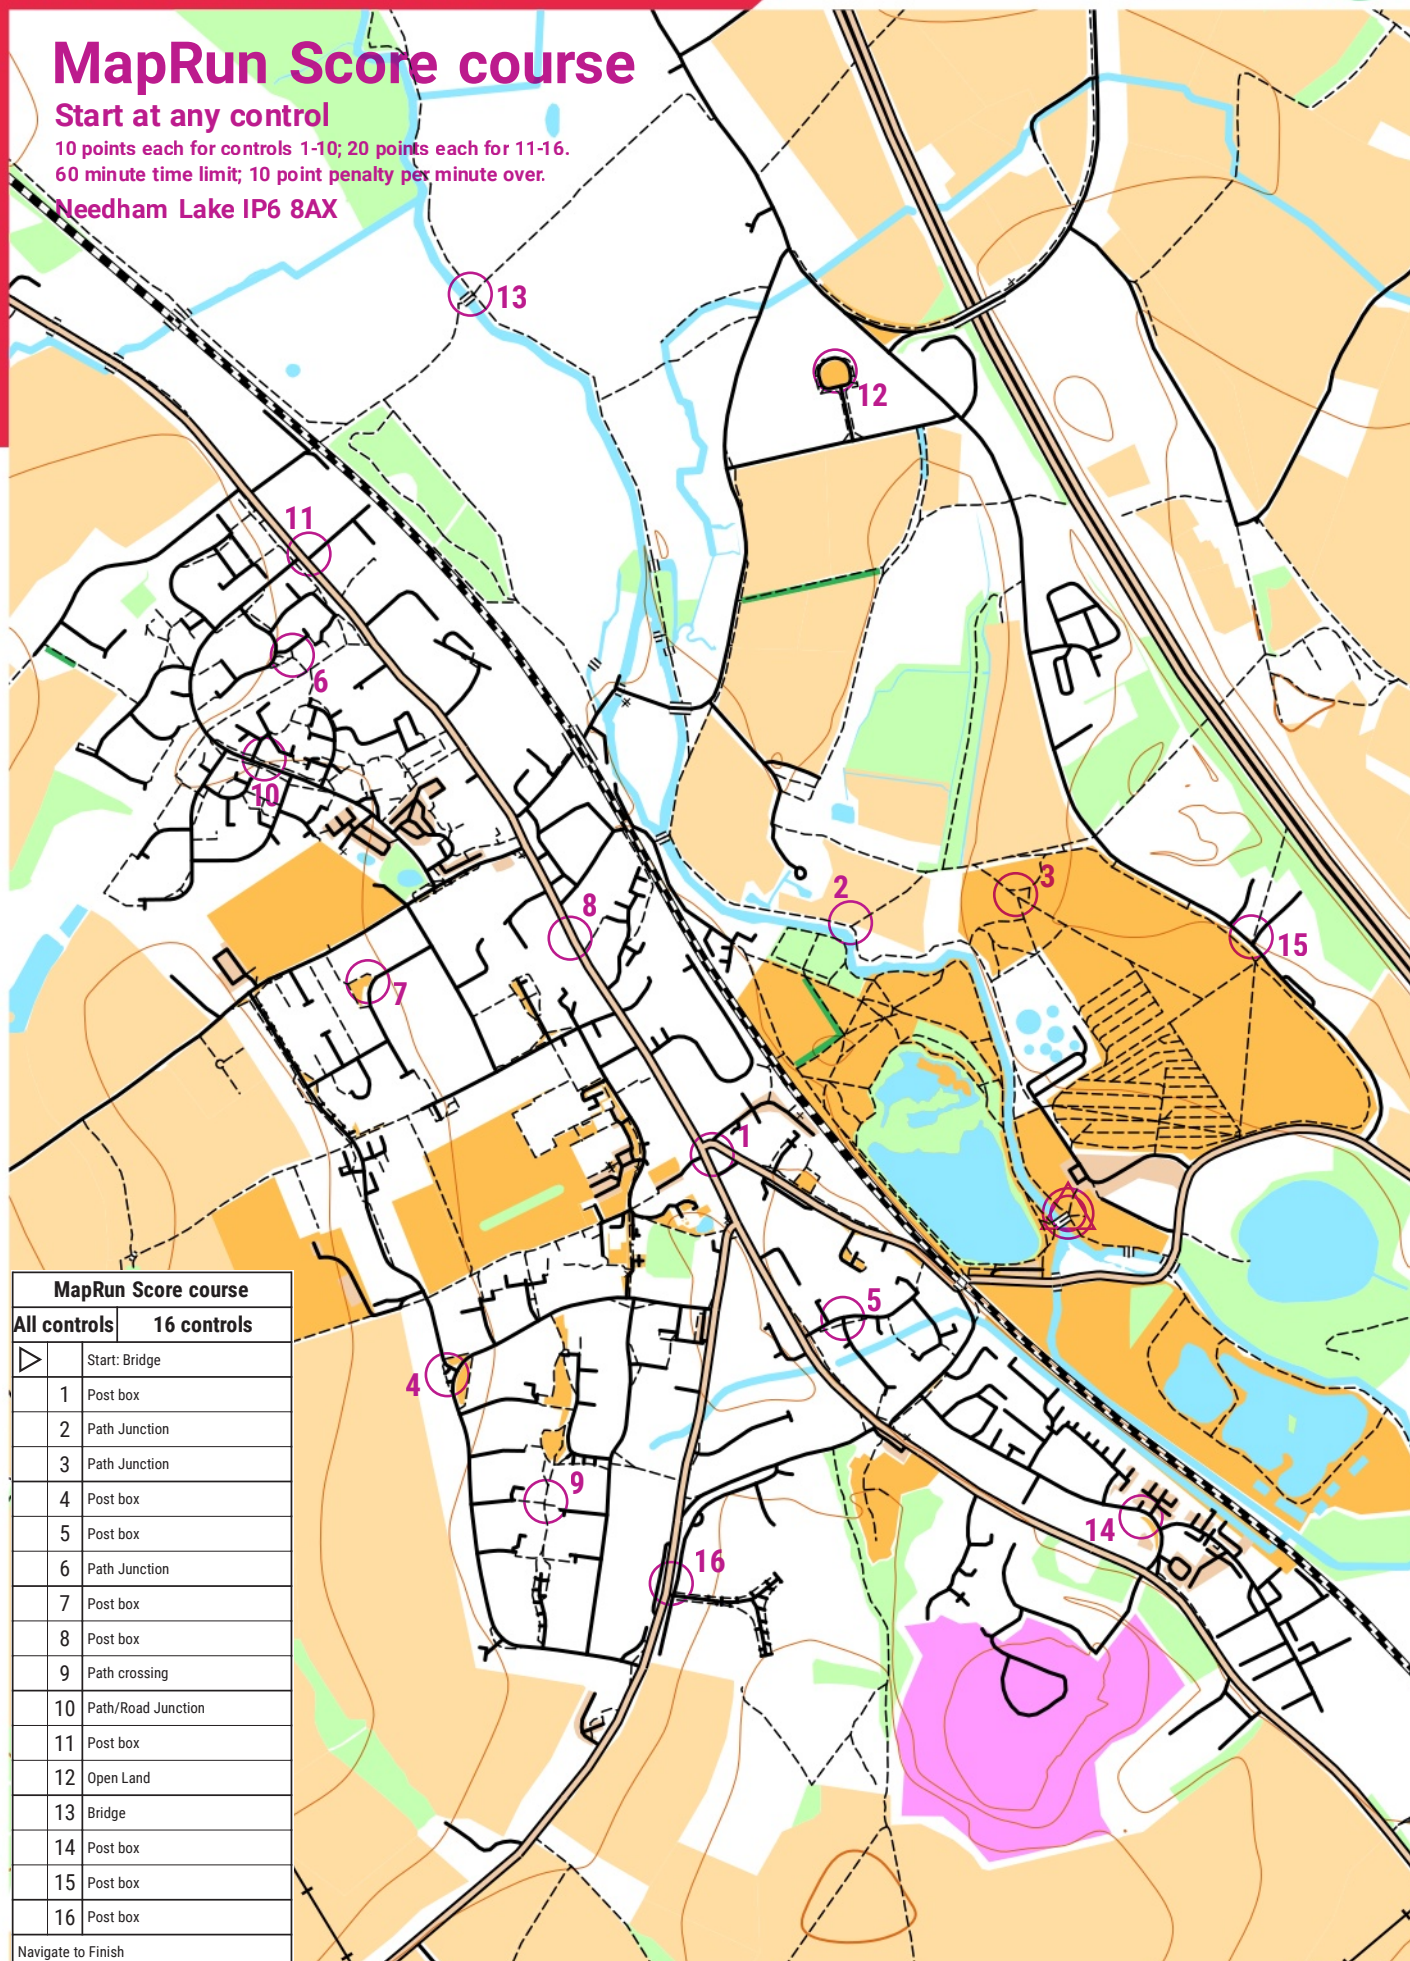 MapRun Score course
Start at any control
10 points each for controls 1-10; 20 points each for 11-16.
60 minute time limit; 10 point penalty per minute over.
Needham Lake IP6 8AX
13
12
11
6
10
2
3
8
15
7
1
5
4
9
14
16
MapRun Score course
All controls 16 controls
Start: Bridge
1 Post box
2 Path Junction
3 Path Junction
4 Post box
5 Post box
6 Path Junction
7 Post box
8 Post box
9 Path crossing
10 Path/Road Junction
11 Post box
12 Open Land
13 Bridge
14 Post box
15 Post box
16 Post box
Navigate to Finish